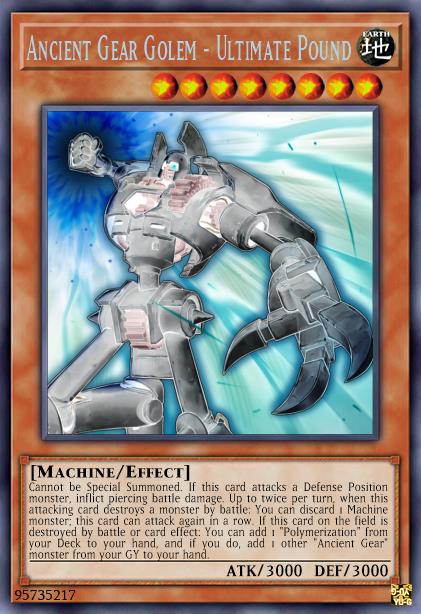 ANCIENT GEAR GOLEM - ULTIMATE POUND
EARTH
地
[MACHINE/EFFECT]
Cannot be Special Summoned. If this card attacks a Defense Position
monster, inflict piercing battle damage. Up to twice per turn, when this
attacking card destroys a monster by battle: You can discard 1 Machine
monster; this card can attack again in a row. If this card on the field is
destroyed by battle or card effect: You can add 1 "Polymerization" from
your Deck to your hand, and if you do, add 1 other "Ancient Gear"
monster from your GY to your hand.
ATK/3000 DEF/3000
95735217